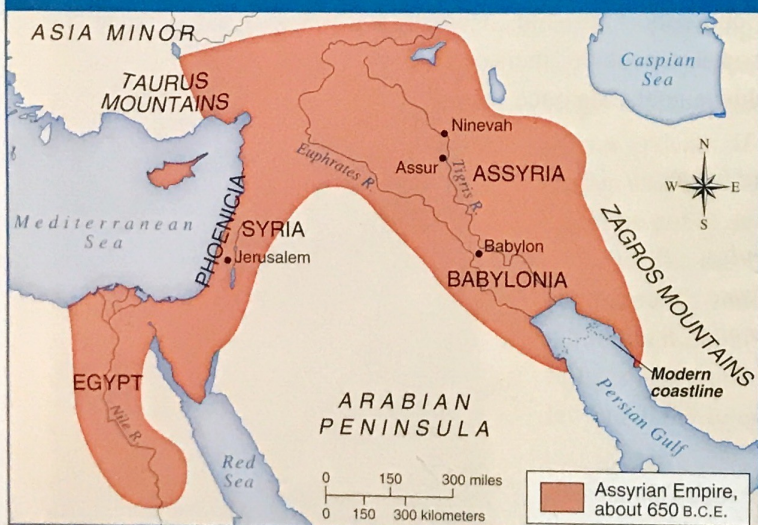 ASIA MINOR
TAURUS
MOUNTAINS
Caspian
Sea
Ninevah
Assur
ASSYRIA
Euphrates R.
Tigris R.
N
W
E
S
Mediterranean
Sea
PHOENICIA
SYRIA
Jerusalem
Babylon
BABYLONIA
ZAGROS MOUNTAINS
EGYPT
Nile R.
Modern
coastline
ARABIAN
PENINSULA
Persian Gulf
Red
Sea
0 150 300 miles
0 150 300 kilometers
Assyrian Empire,
about 650 B.C.E.